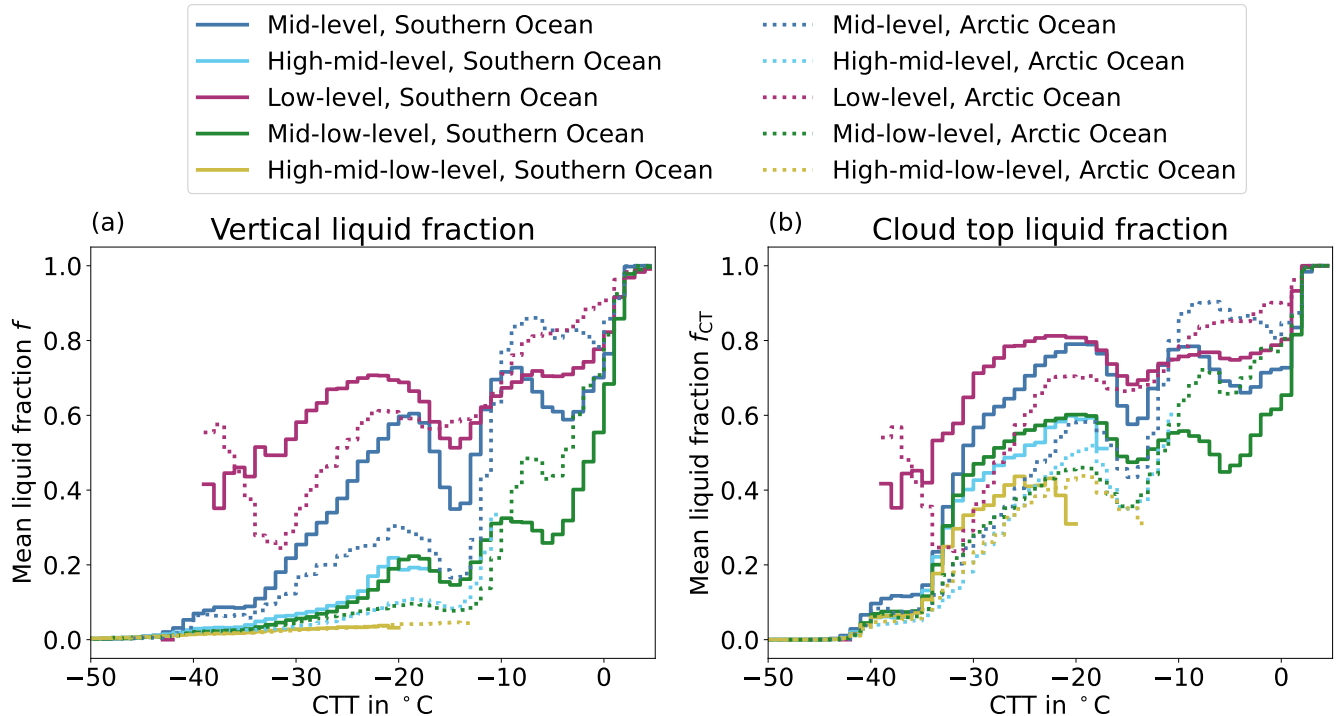 Mid-level, Southern Ocean
High-mid-level, Southern Ocean
Low-level, Southern Ocean
Mid-low-level, Southern Ocean
High-mid-low-level, Southern Ocean
Mid-level, Arctic Ocean
High-mid-level, Arctic Ocean
Low-level, Arctic Ocean
Mid-low-level, Arctic Ocean
High-mid-low-level, Arctic Ocean
(a)
Vertical liquid fraction
Mean liquid fraction f
1.0
0.8
0.6
0.4
0.2
0.0
−50 −40 −30 −20 −10 0
CTT in °C
(b)
Cloud top liquid fraction
Mean liquid fraction f_CT
1.0
0.8
0.6
0.4
0.2
0.0
−50 −40 −30 −20 −10 0
CTT in °C